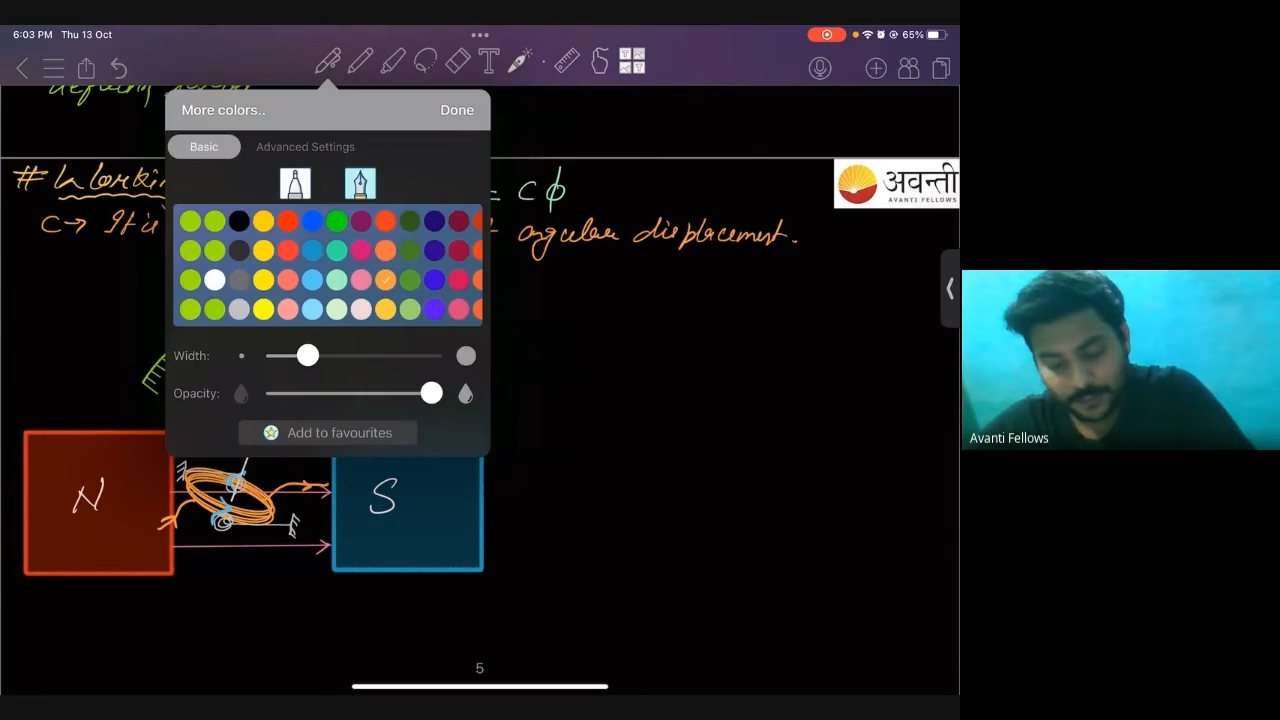 6:03 PM Thu 13 Oct
65%
More colors..
Done
Basic
Advanced Settings
# Workin
= cϕ
अवन्ती
AVANTI FELLOWS
C → It is
angular displacement.
Width:
Opacity:
Add to favourites
N
S
Avanti Fellows
5